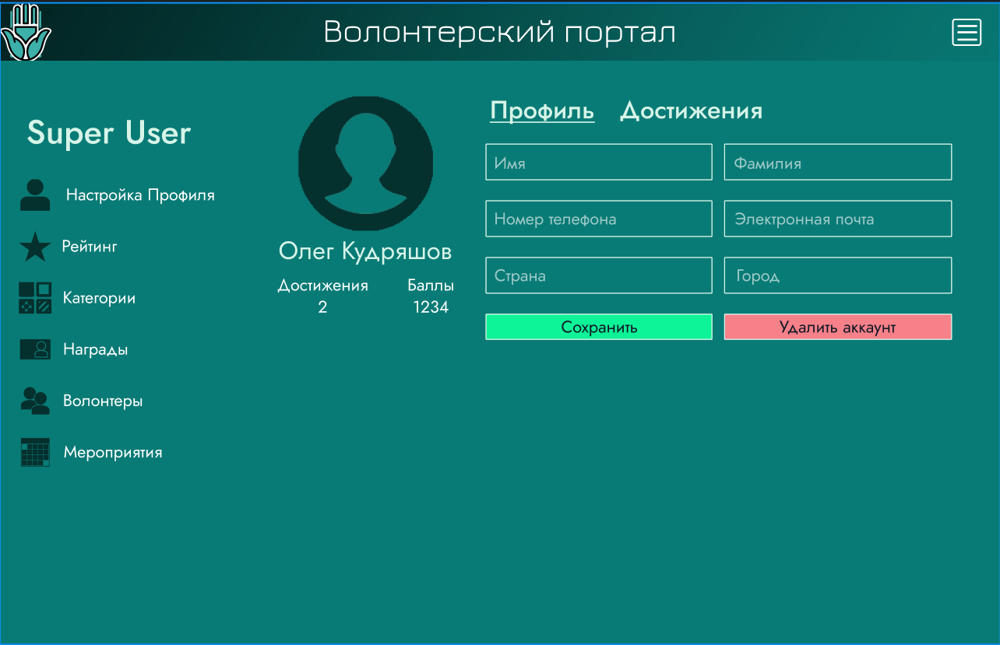 Волонтерский портал
Super User
Настройка Профиля
Рейтинг
Категории
Награды
Волонтеры
Мероприятия
Олег Кудряшов
Достижения Баллы
2 1234
Профиль Достижения
Имя Фамилия
Номер телефона Электронная почта
Страна Город
Сохранить Удалить аккаунт